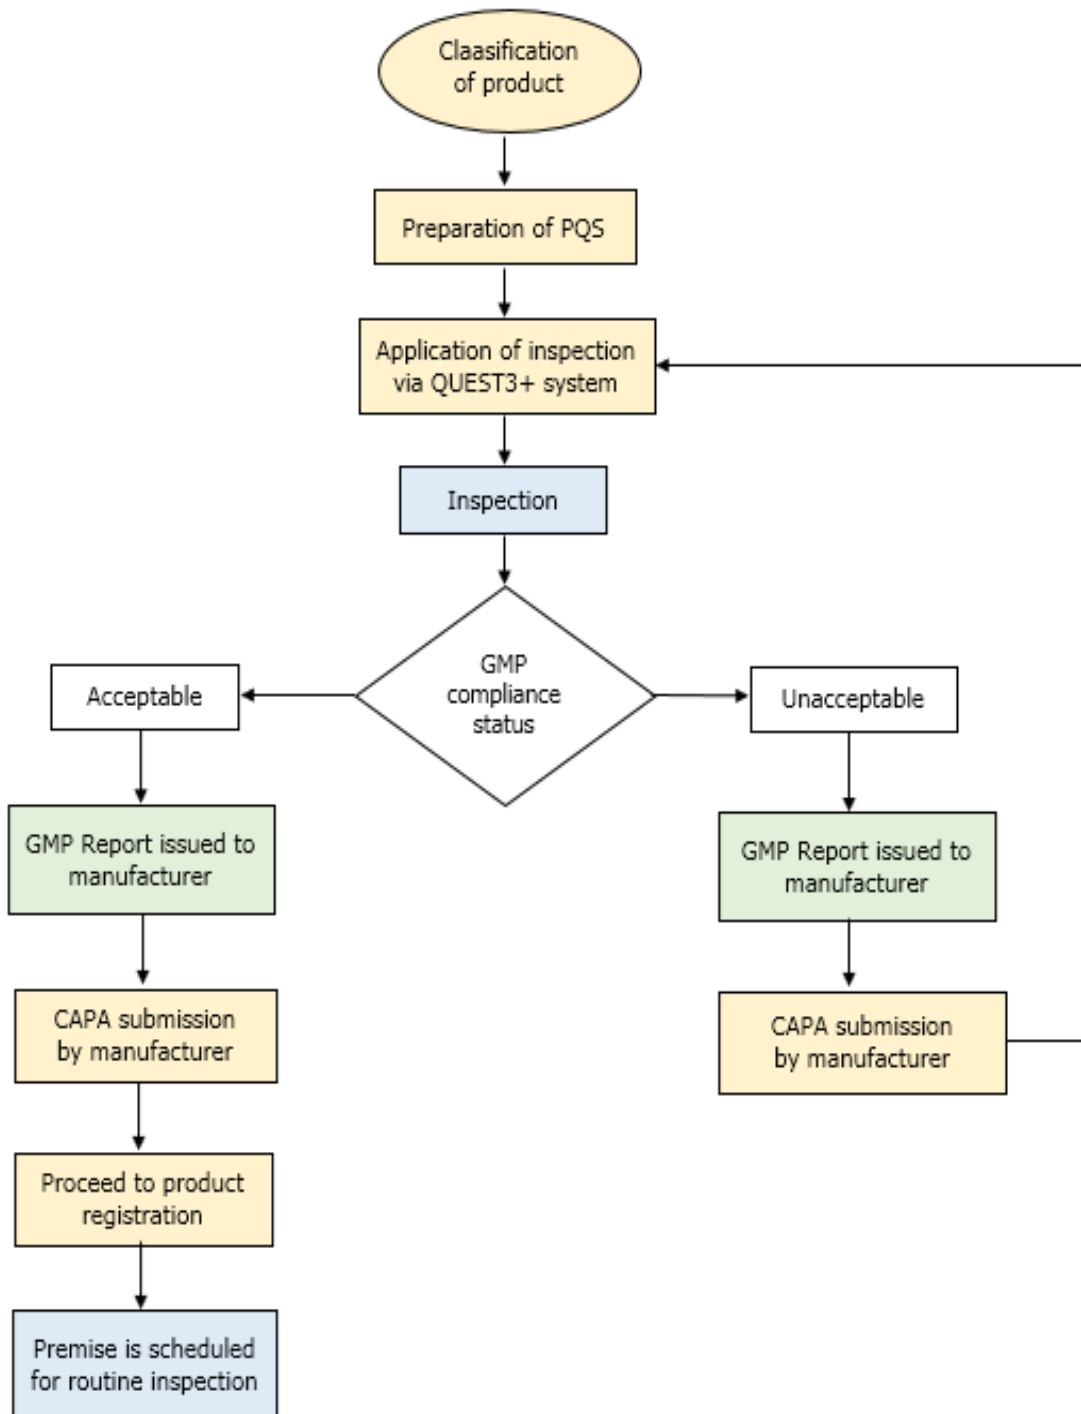 Claasification
of product
Preparation of PQS
Application of inspection
via QUEST3+ system
Inspection
GMP
compliance
status
Acceptable
Unacceptable
GMP Report issued to
manufacturer
GMP Report issued to
manufacturer
CAPA submission
by manufacturer
CAPA submission
by manufacturer
Proceed to product
registration
Premise is scheduled
for routine inspection